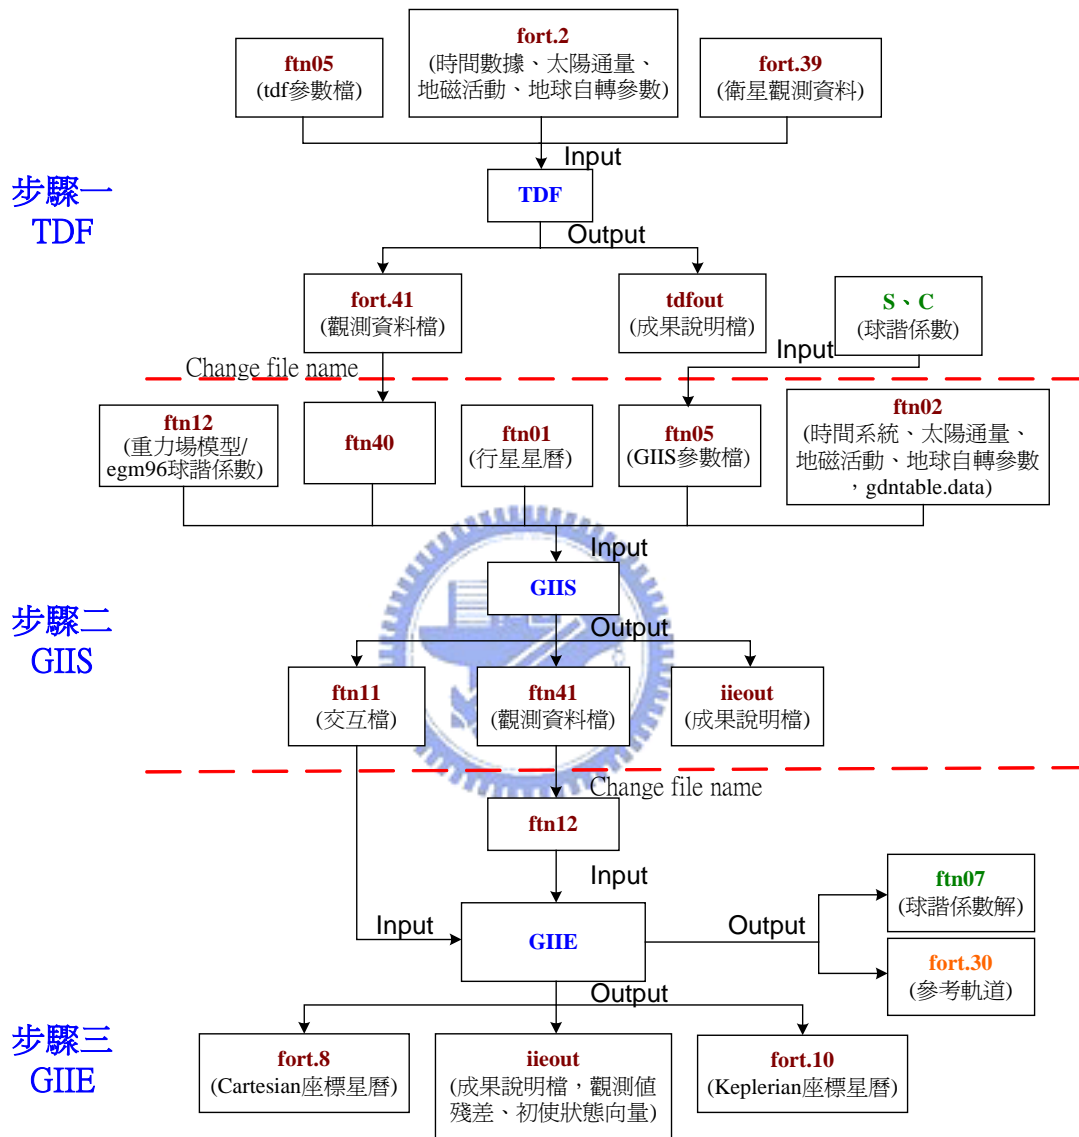 fort.2
(時間數據、太陽通量、
地磁活動、地球自轉參數)
ftn05
(tdf參數檔)
fort.39
(衛星觀測資料)
Input
步驟一
TDF
TDF
Output
fort.41
(觀測資料檔)
tdfout
(成果說明檔)
S、C
(球諧係數)
Input
Change file name
ftn12
(重力場模型/
egm96球諧係數)
ftn40
ftn01
(行星星曆)
ftn05
(GIIS參數檔)
ftn02
(時間系統、太陽通量、
地磁活動、地球自轉參數
,gdntable.data)
Input
步驟二
GIIS
GIIS
Output
ftn11
(交互檔)
ftn41
(觀測資料檔)
iieout
(成果說明檔)
Change file name
ftn12
Input
Input
GIIE
Output
ftn07
(球諧係數解)
fort.30
(參考軌道)
Output
步驟三
GIIE
fort.8
(Cartesian座標星曆)
iieout
(成果說明檔,觀測值
殘差、初使狀態向量)
fort.10
(Keplerian座標星曆)